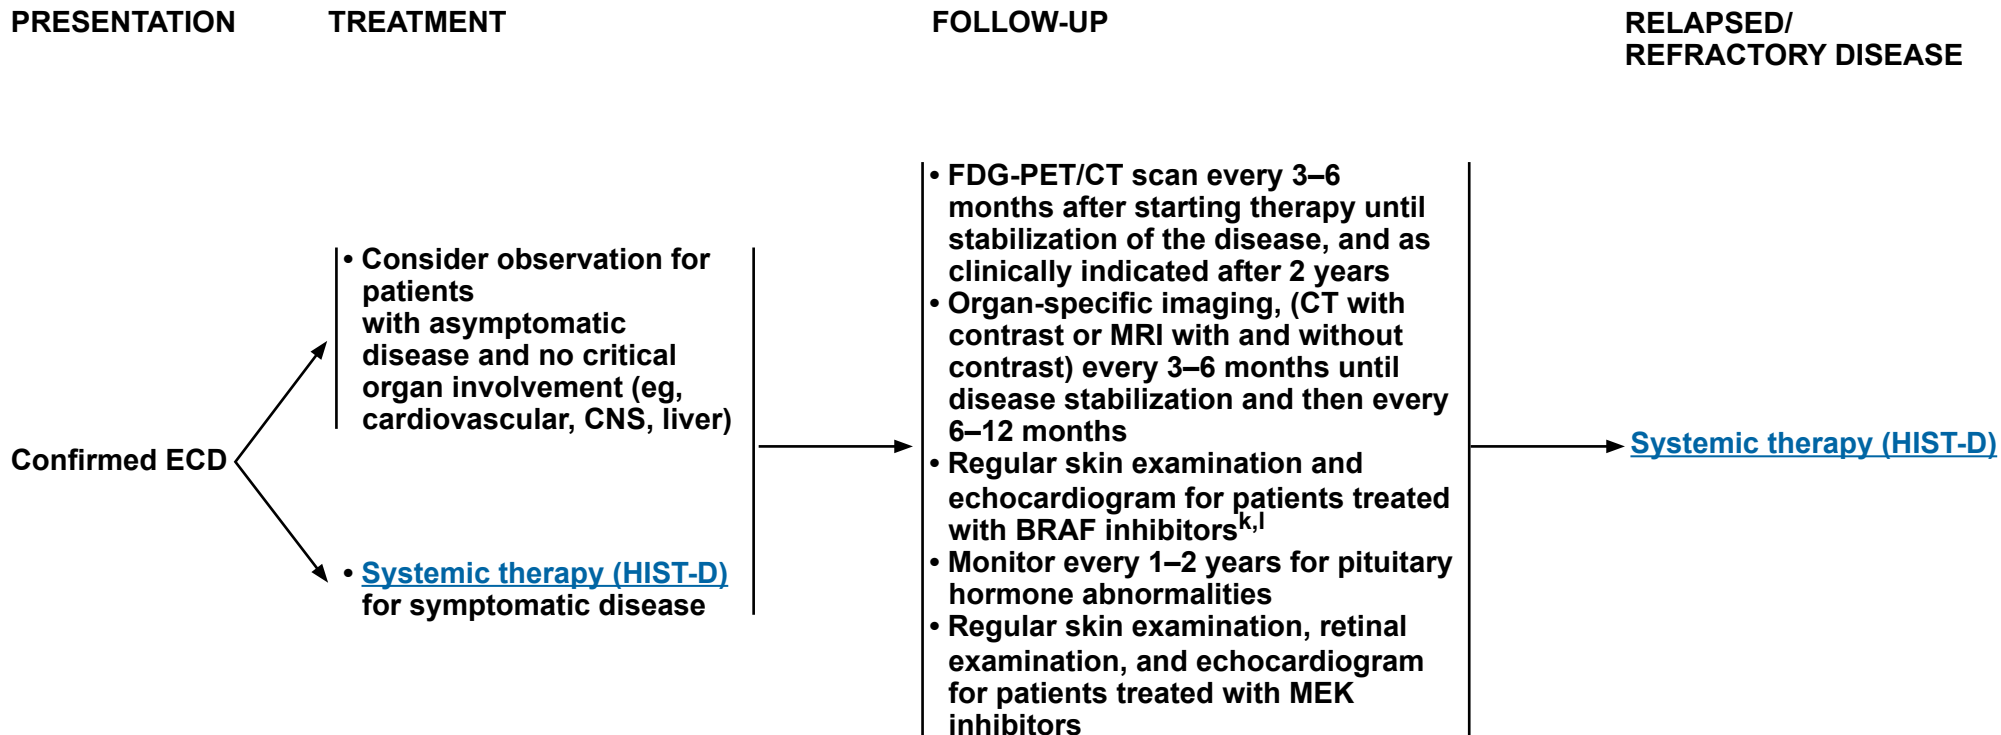 PRESENTATION
TREATMENT
FOLLOW-UP
RELAPSED/
REFRACTORY DISEASE
Confirmed ECD
• Consider observation for
patients
with asymptomatic
disease and no critical
organ involvement (eg,
cardiovascular, CNS, liver)
• Systemic therapy (HIST-D)
for symptomatic disease
• FDG-PET/CT scan every 3–6
months after starting therapy until
stabilization of the disease, and as
clinically indicated after 2 years
• Organ-specific imaging, (CT with
contrast or MRI with and without
contrast) every 3–6 months until
disease stabilization and then every
6–12 months
• Regular skin examination and
echocardiogram for patients treated
with BRAF inhibitorsk,l
• Monitor every 1–2 years for pituitary
hormone abnormalities
• Regular skin examination, retinal
examination, and echocardiogram
for patients treated with MEK
inhibitors
Systemic therapy (HIST-D)